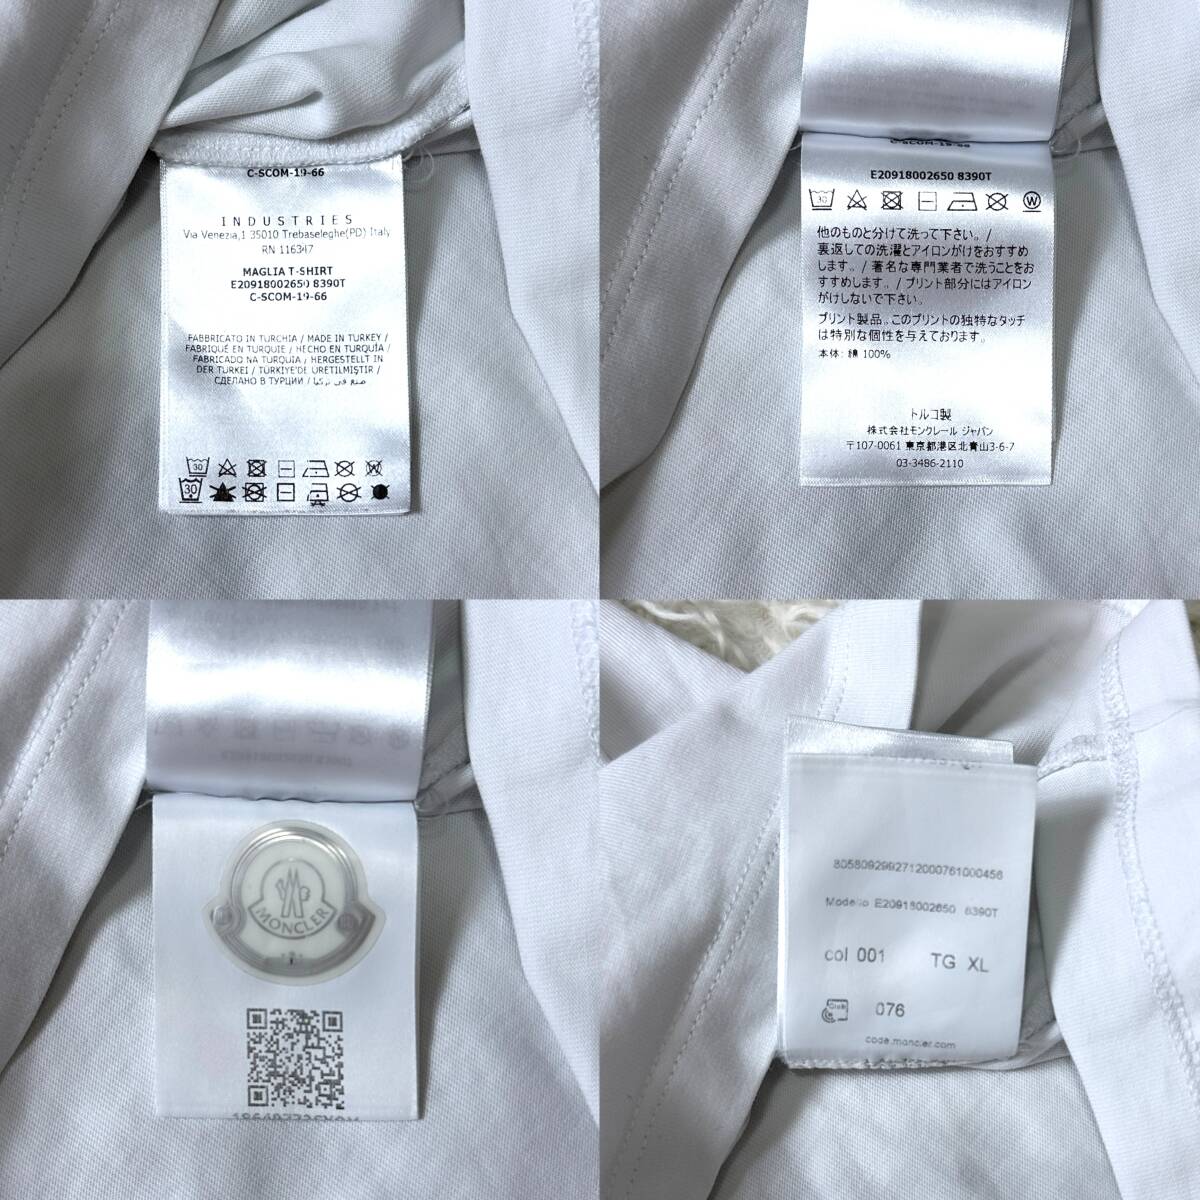 C-SCOM-19-66
INDUSTRIES
Via Venezia,1 35010 Trebaseleghe(PD) Italy
RN 116347
MAGLIA T-SHIRT
E20918002650 8390T
C-SCOM-19-66
FABBRICATO IN TURCHIA / MADE IN TURKEY /
FABRIQUÉ EN TURQUIE / HECHO EN TURQUÍA /
FABRICADO NA TURQUIA / HERGESTELLT IN
DER TÜRKEI / TÜRKIYE'DE ÜRETILMIŞTIR /
СДЕЛАНО В ТУРЦИИ / صنع في تركيا
30
30
C-SCOM-19-66
E20918002650 8390T
30
W
他のものと分けて洗って下さい。/
裏返しての洗濯とアイロンがけをおすすめ
します。/ 著名な専門業者で洗うことをお
すすめします。/ プリント部分にはアイロン
がけしないで下さい。
プリント製品。このプリントの独特なタッチ
は特別な個性を与えております。
本体: 綿 100%
トルコ製
株式会社モンクレール ジャパン
〒107-0061 東京都港区北青山3-6-7
03-3486-2110
MONCLER
8058092992712000761000456
Modello E20918002650 8390T
col 001 TG XL
076
code.moncler.com